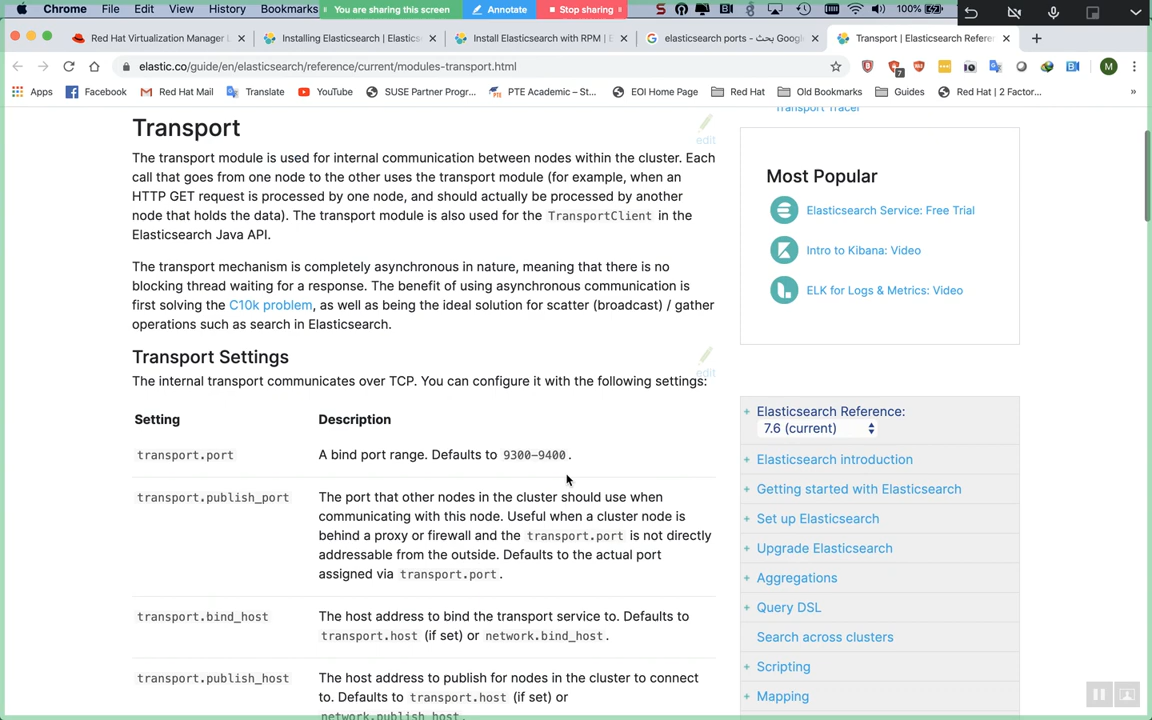 Chrome File Edit View History Bookmarks
You are sharing this screen Annotate Stop sharing
100%
Red Hat Virtualization Manager
Installing Elasticsearch | Elastics
Install Elasticsearch with RPM | E
elasticsearch ports - بحث Googl
Transport | Elasticsearch Refere
elastic.co/guide/en/elasticsearch/reference/current/modules-transport.html
7
M
Apps Facebook Red Hat Mail Translate YouTube SUSE Partner Progr... PTE Academic – St... EOI Home Page Red Hat Old Bookmarks Guides Red Hat | 2 Factor... »
Transport Tracer
Transport
edit
The transport module is used for internal communication between nodes within the cluster. Each
call that goes from one node to the other uses the transport module (for example, when an
HTTP GET request is processed by one node, and should actually be processed by another
node that holds the data). The transport module is also used for the TransportClient in the
Elasticsearch Java API.
The transport mechanism is completely asynchronous in nature, meaning that there is no
blocking thread waiting for a response. The benefit of using asynchronous communication is
first solving the C10k problem, as well as being the ideal solution for scatter (broadcast) / gather
operations such as search in Elasticsearch.
Transport Settings
edit
The internal transport communicates over TCP. You can configure it with the following settings:
Setting Description
transport.port A bind port range. Defaults to 9300-9400.
transport.publish_port The port that other nodes in the cluster should use when
communicating with this node. Useful when a cluster node is
behind a proxy or firewall and the transport.port is not directly
addressable from the outside. Defaults to the actual port
assigned via transport.port.
transport.bind_host The host address to bind the transport service to. Defaults to
transport.host (if set) or network.bind_host.
transport.publish_host The host address to publish for nodes in the cluster to connect
to. Defaults to transport.host (if set) or
network.publish_host.
Most Popular
Elasticsearch Service: Free Trial
Intro to Kibana: Video
ELK for Logs & Metrics: Video
+ Elasticsearch Reference:
7.6 (current)
+ Elasticsearch introduction
+ Getting started with Elasticsearch
+ Set up Elasticsearch
+ Upgrade Elasticsearch
+ Aggregations
+ Query DSL
Search across clusters
+ Scripting
+ Mapping